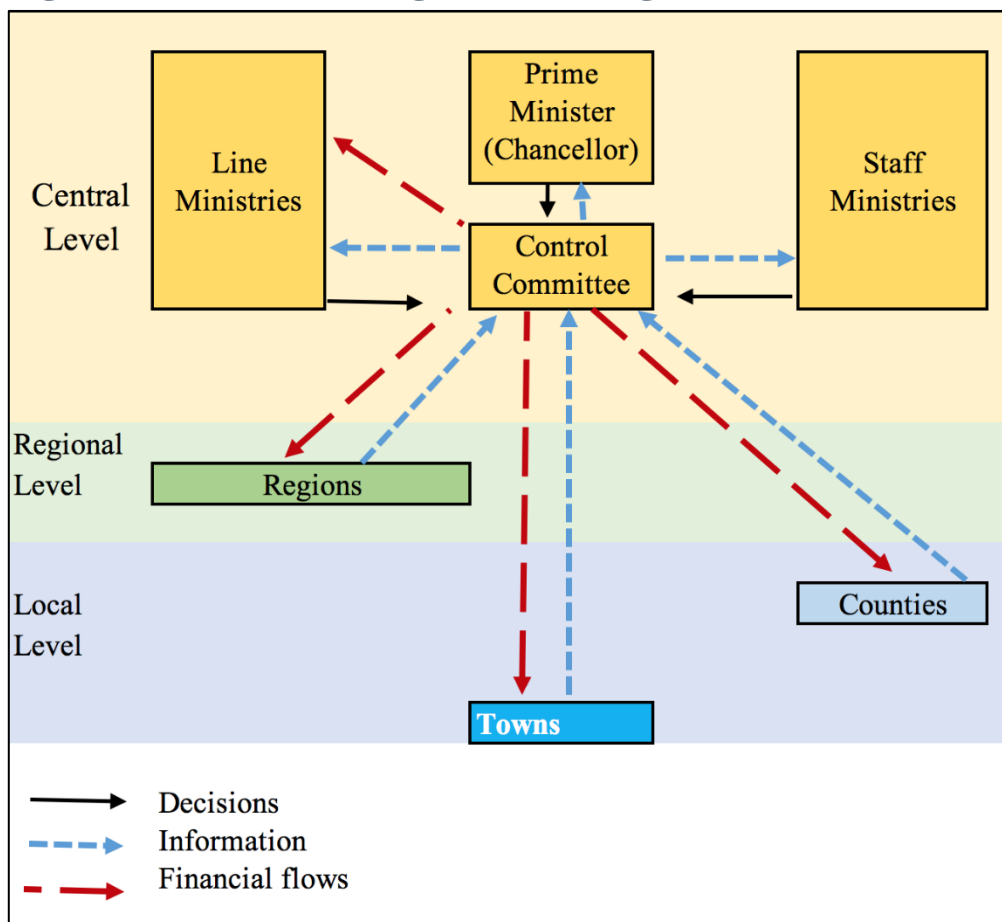 Prime
Minister
(Chancellor)
Line
Ministries
Staff
Ministries
Central
Level
Control
Committee
Regional
Level
Regions
Local
Level
Counties
Towns
Decisions
Information
Financial flows